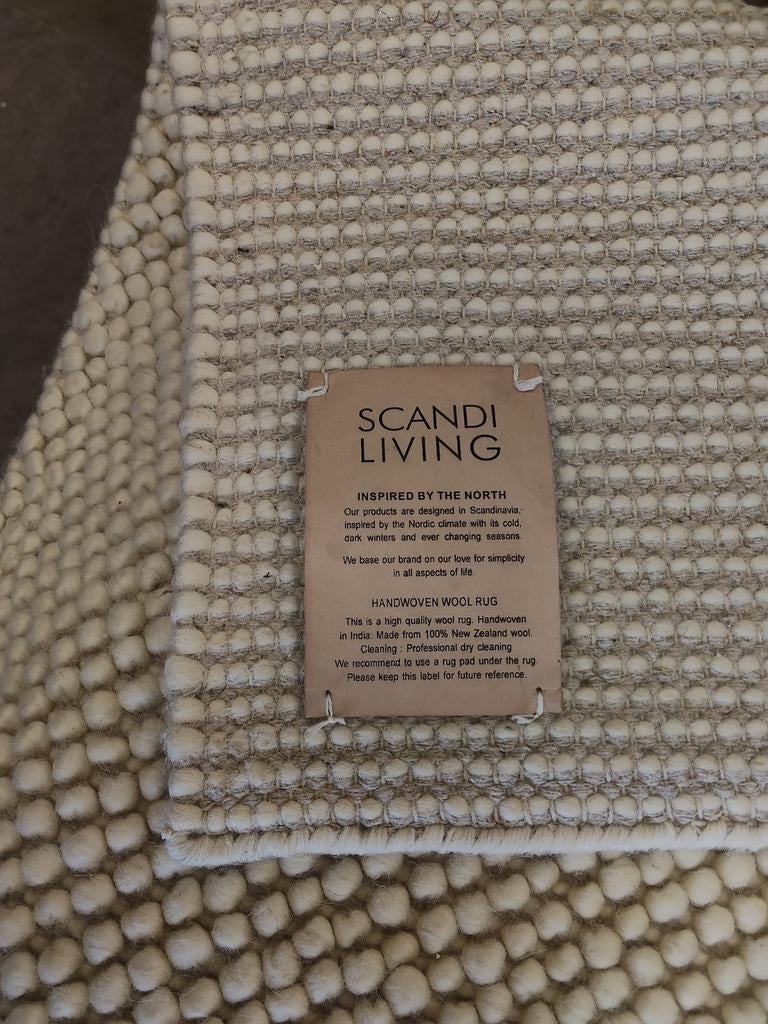 SCANDI
LIVING
INSPIRED BY THE NORTH
Our products are designed in Scandinavia,
inspired by the Nordic climate with its cold,
dark winters and ever changing seasons.
We base our brand on our love for simplicity
in all aspects of life.
HANDWOVEN WOOL RUG
This is a high quality wool rug. Handwoven
in India. Made from 100% New Zealand wool.
Cleaning : Professional dry cleaning
We recommend to use a rug pad under the rug.
Please keep this label for future reference.